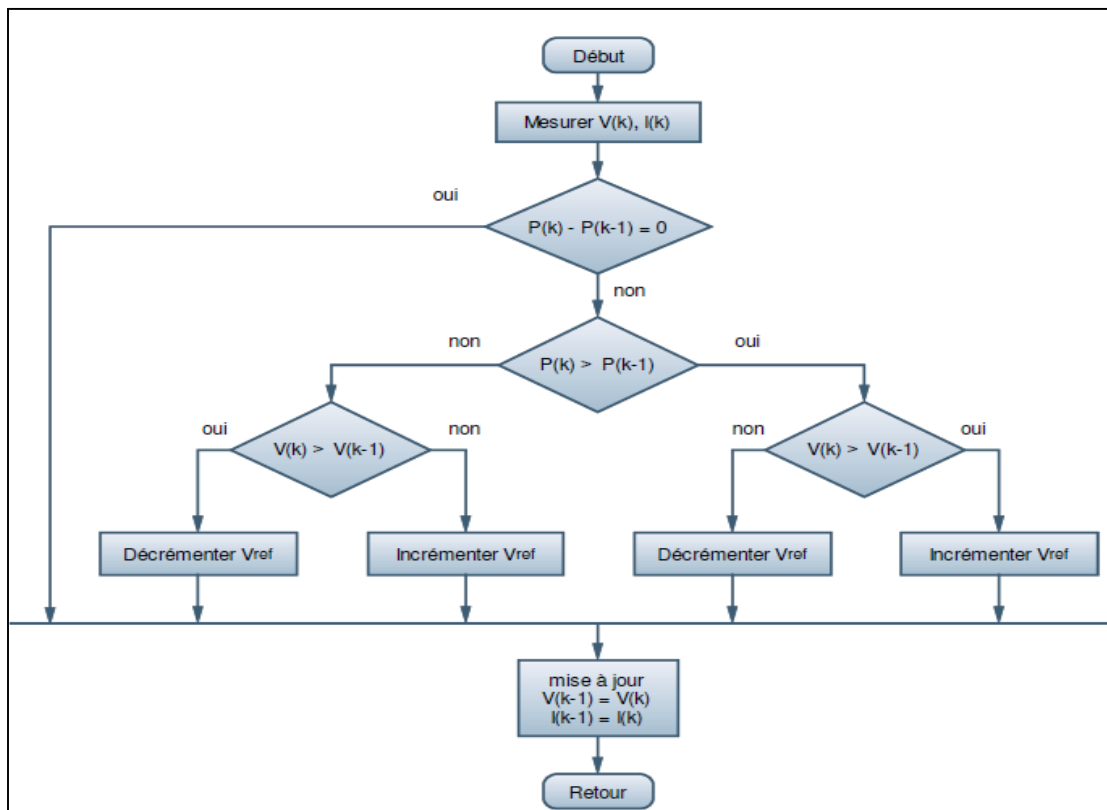 Début
Mesurer V(k), I(k)
oui
P(k) - P(k-1) = 0
non
non
oui
P(k) > P(k-1)
oui
non
non
oui
V(k) > V(k-1)
V(k) > V(k-1)
Décrémenter Vref
Incrémenter Vref
Décrémenter Vref
Incrémenter Vref
mise à jour
V(k-1) = V(k)
I(k-1) = I(k)
Retour